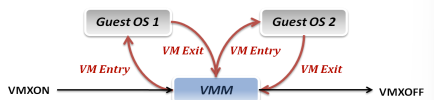 Guest OS 1
Guest OS 2
VM Exit
VM Entry
VM Entry
VM Exit
VMXON
VMM
VMXOFF